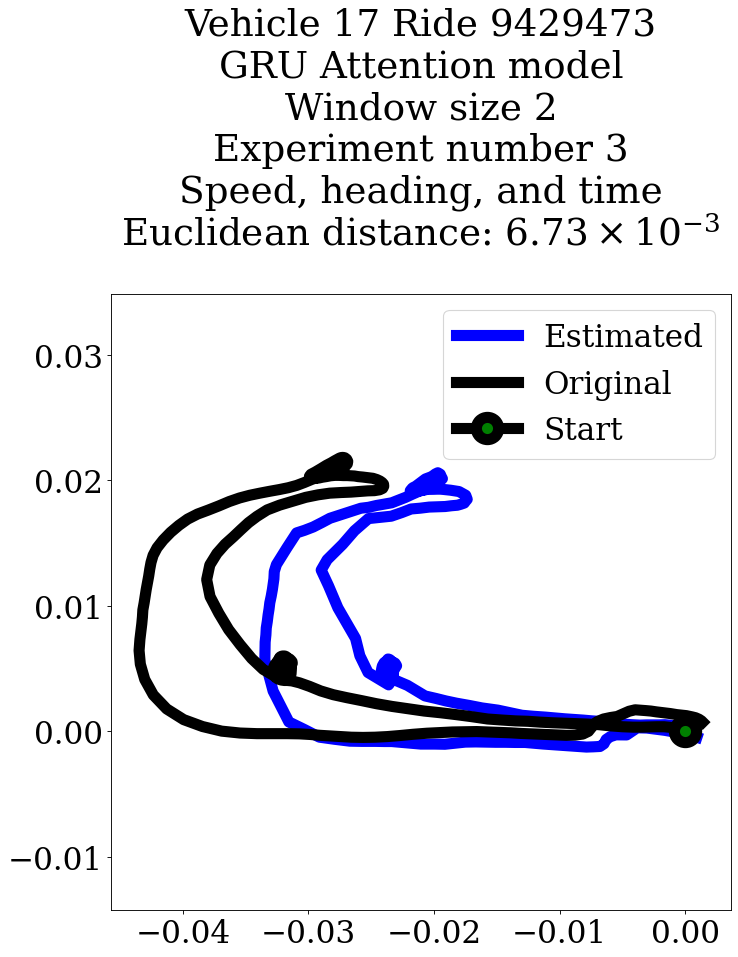 Vehicle 17 Ride 9429473
GRU Attention model
Window size 2
Experiment number 3
Speed, heading, and time
Euclidean distance: 6.73 × 10⁻³
Estimated
Original
Start
0.03
0.02
0.01
0.00
−0.01
−0.04
−0.03
−0.02
−0.01
0.00